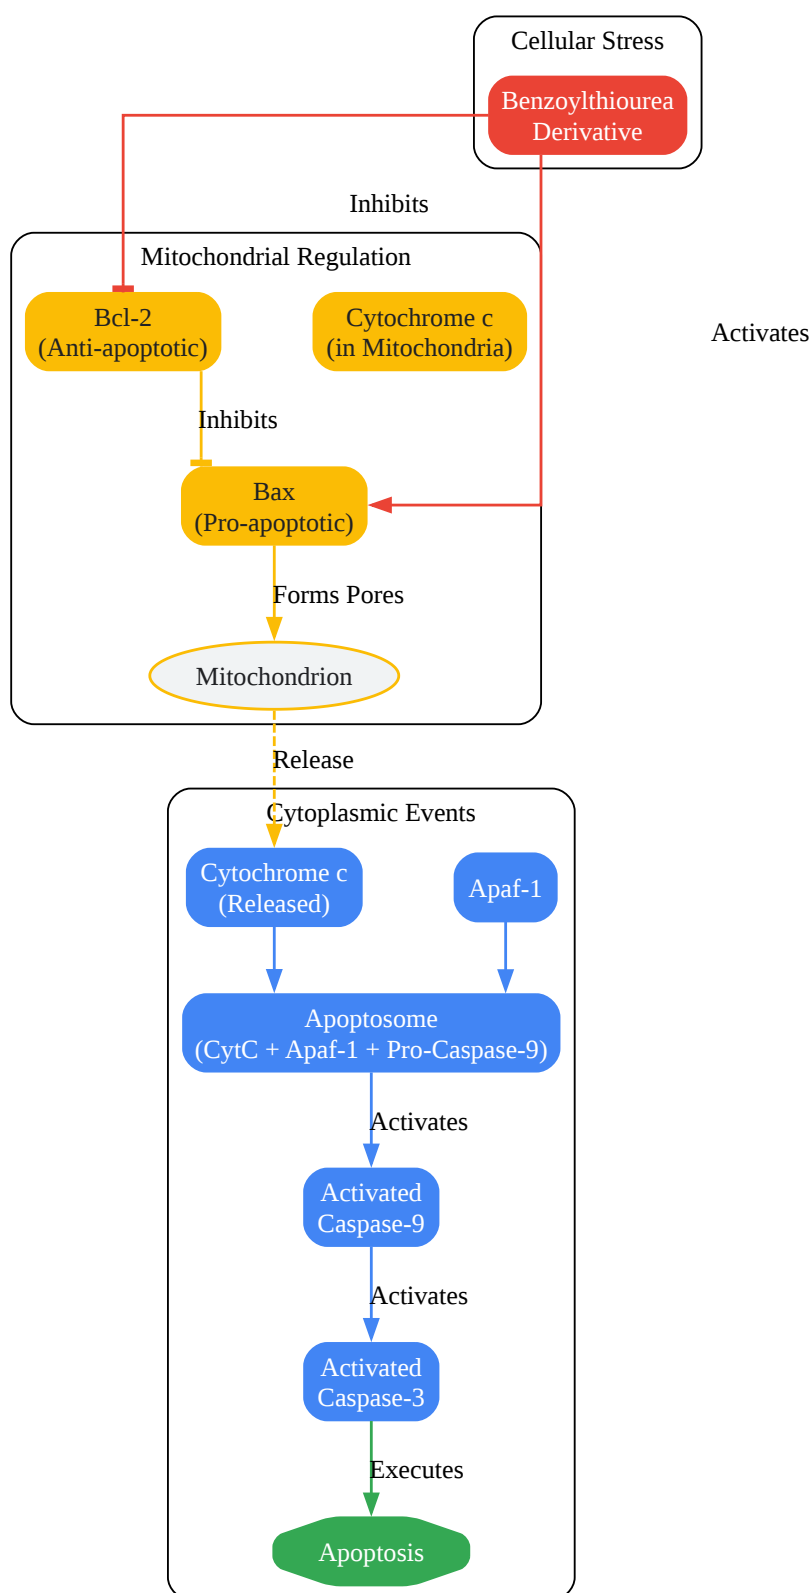 Cellular Stress
Benzoylthiourea
Derivative
Inhibits
Mitochondrial Regulation
Bcl-2
(Anti-apoptotic)
Cytochrome c
(in Mitochondria)
Activates
Inhibits
Bax
(Pro-apoptotic)
Forms Pores
Mitochondrion
Release
Cytoplasmic Events
Cytochrome c
(Released)
Apaf-1
Apoptosome
(CytC + Apaf-1 + Pro-Caspase-9)
Activates
Activated
Caspase-9
Activates
Activated
Caspase-3
Executes
Apoptosis